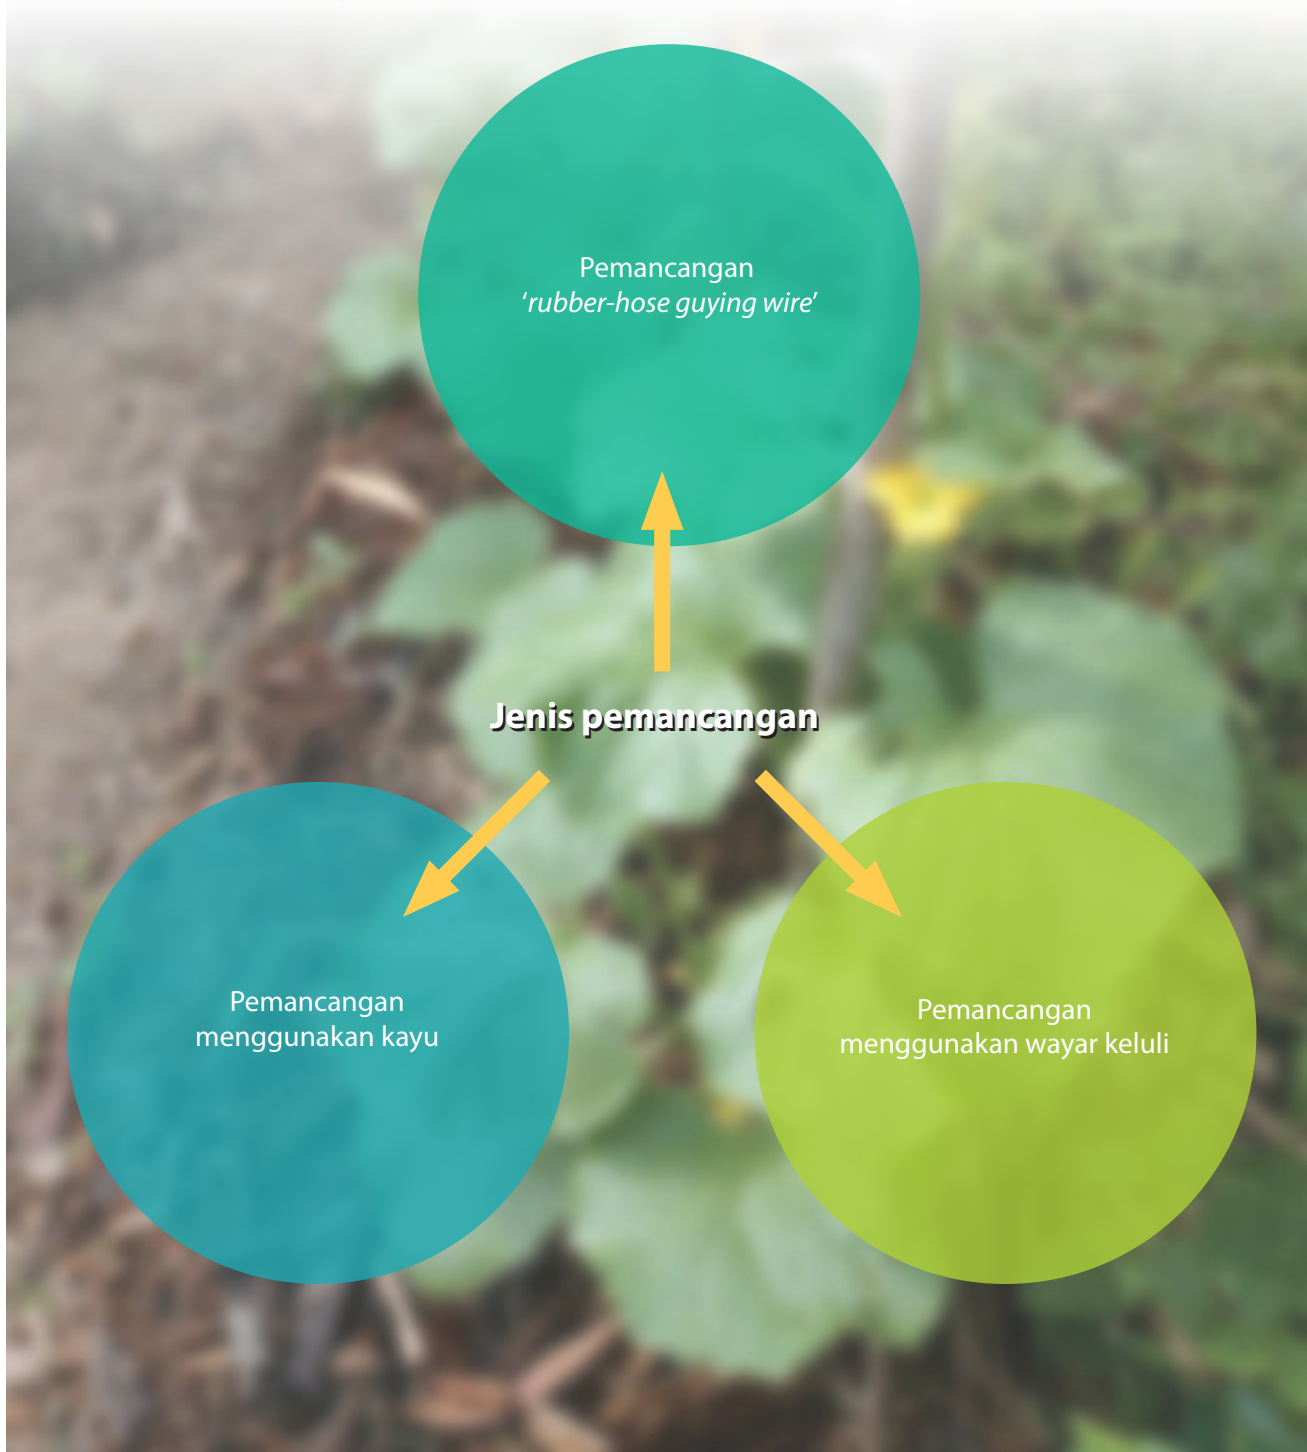 Pemancangan
‘rubber-hose guying wire’
Jenis pemancangan
Pemancangan
menggunakan kayu
Pemancangan
menggunakan wayar keluli